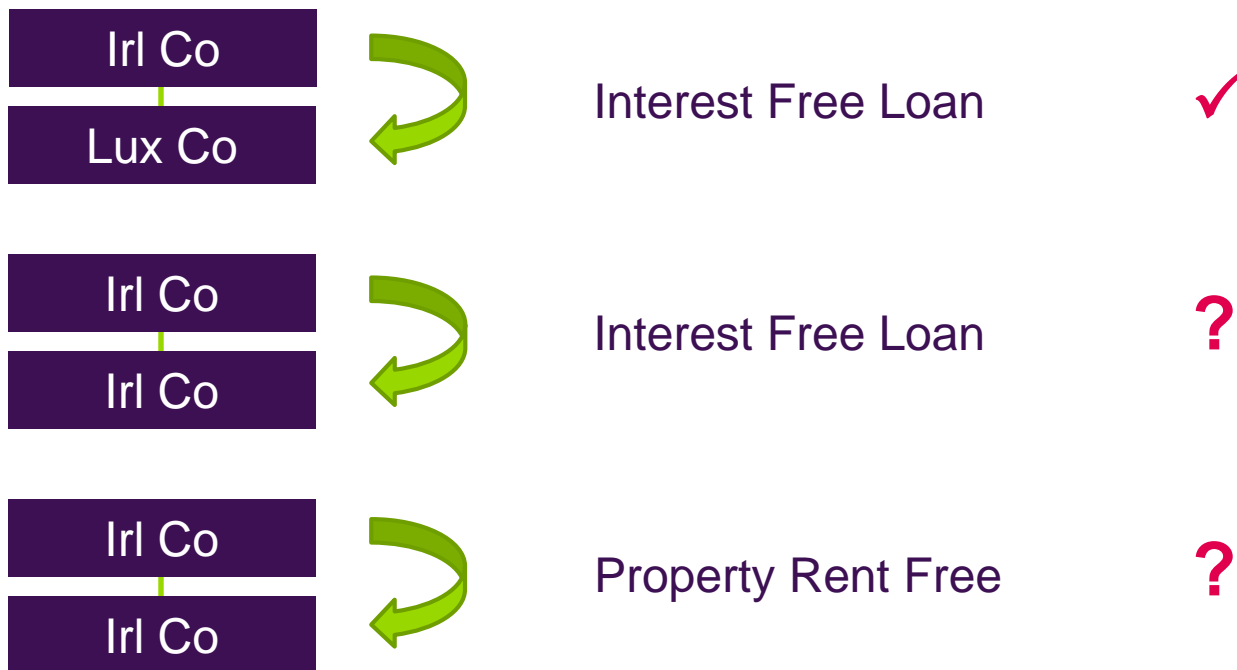 Irl Co
Lux Co
Interest Free Loan ✓
Irl Co
Irl Co
Interest Free Loan ?
Irl Co
Irl Co
Property Rent Free ?